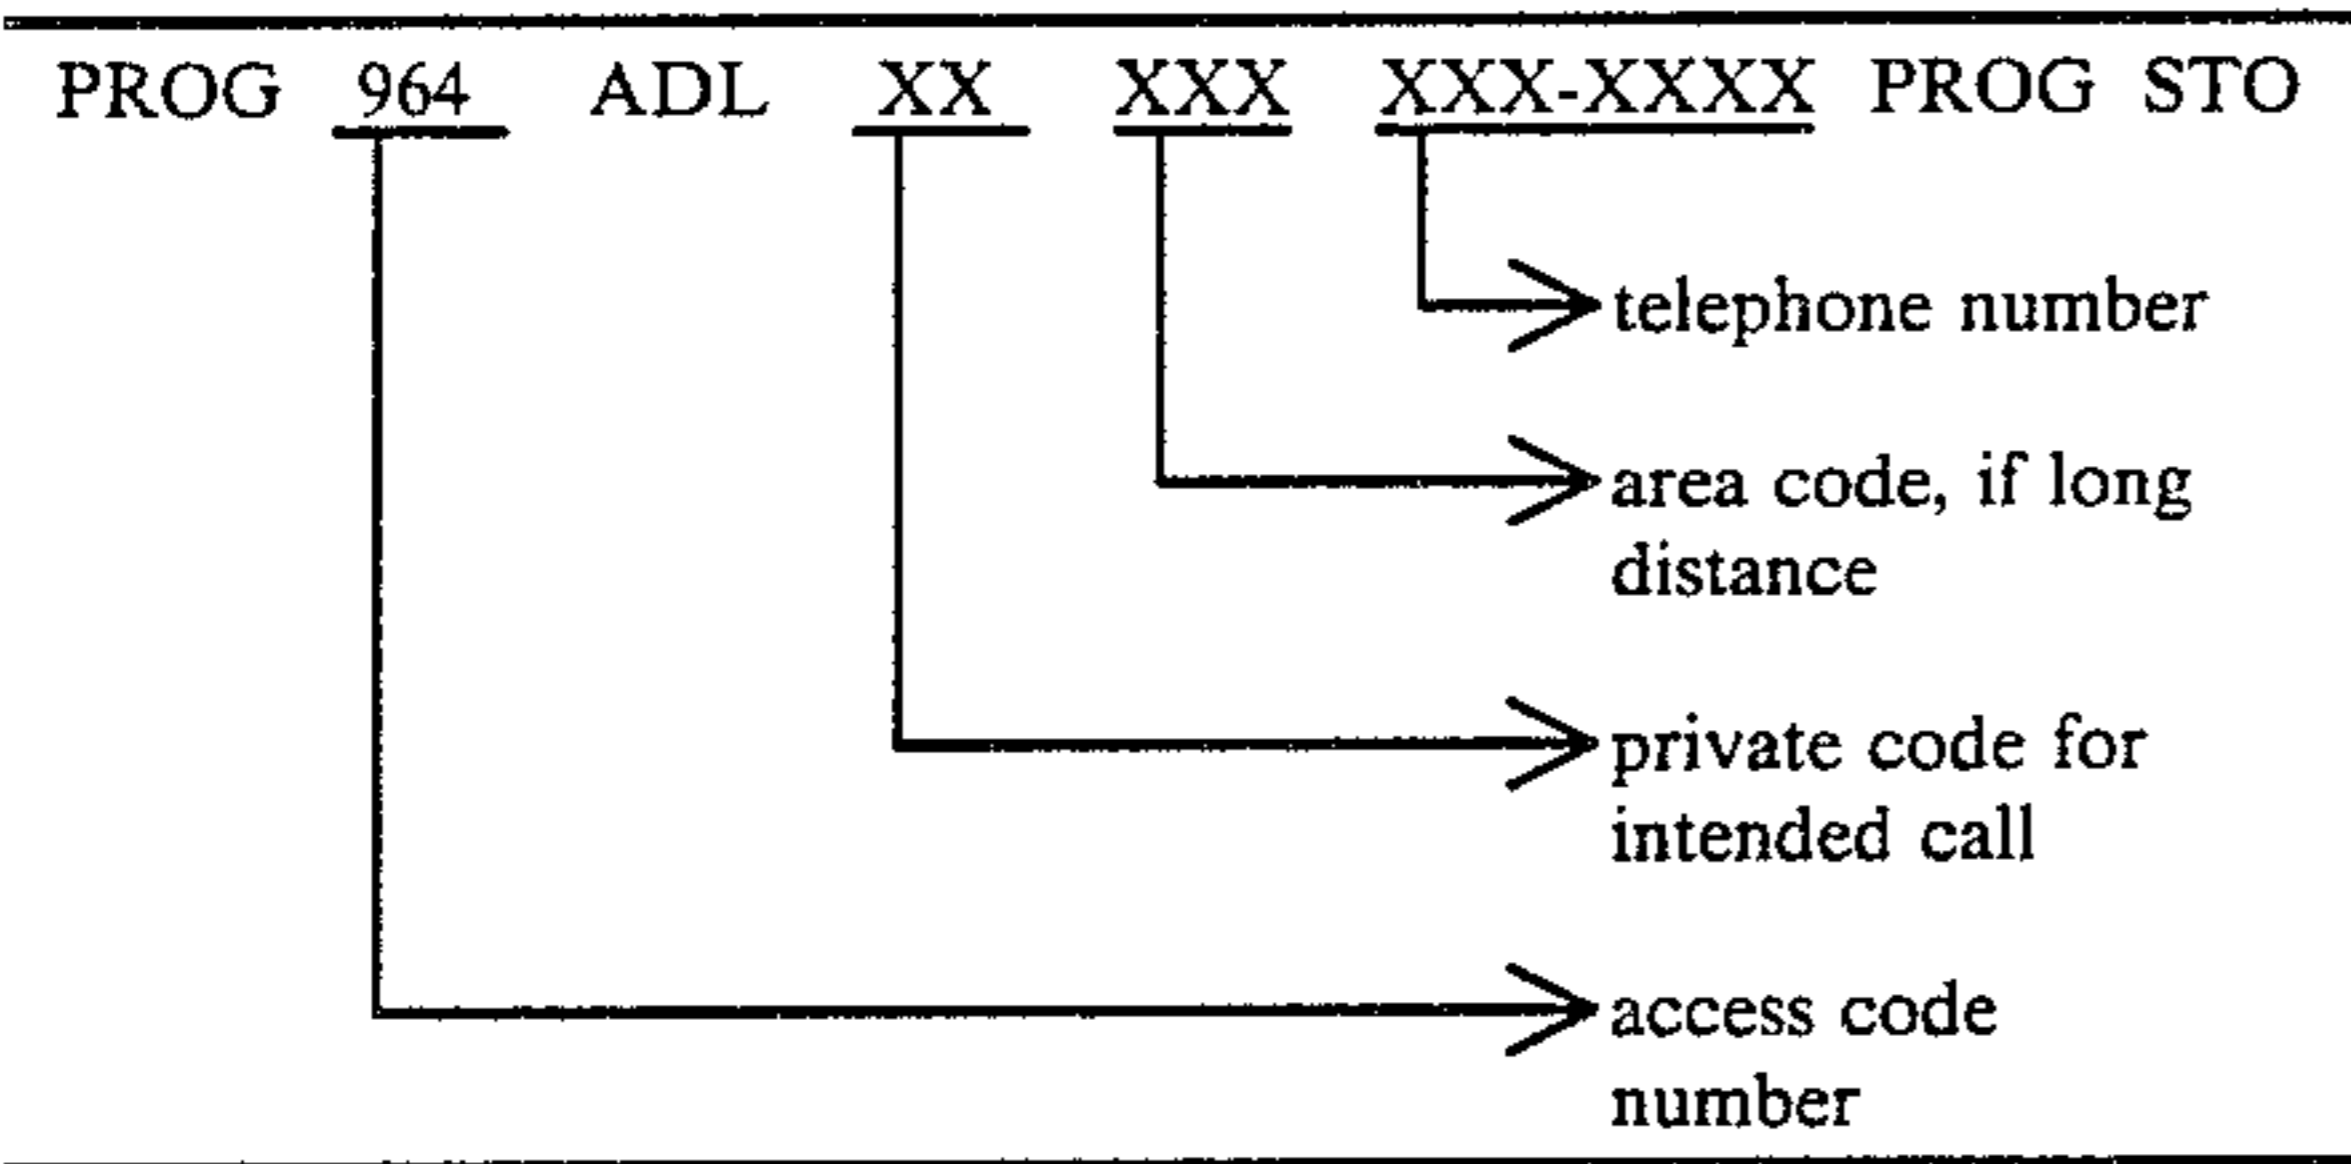 PROG 964 ADL XX XXX XXX-XXXX PROG STO
telephone number
area code, if long
distance
private code for
intended call
access code
number